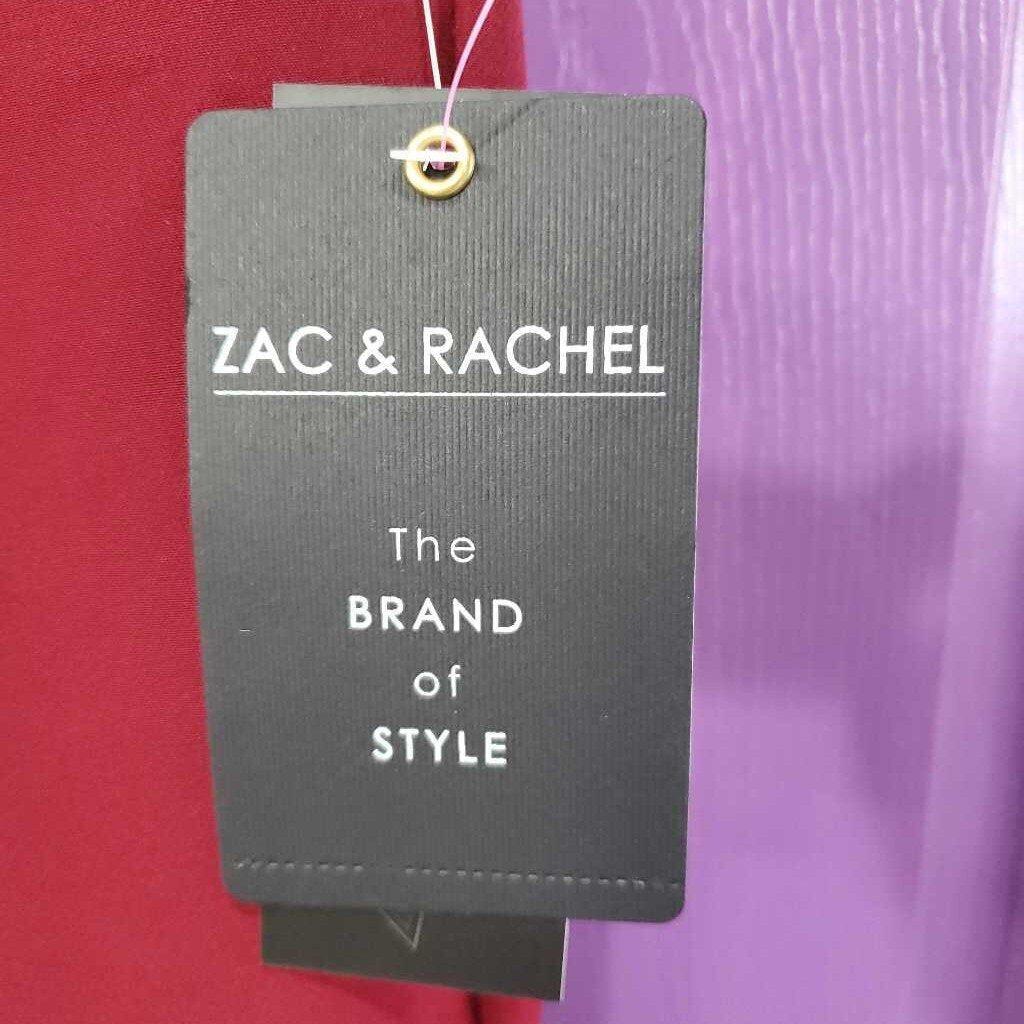 ZAC & RACHEL
The
BRAND
of
STYLE